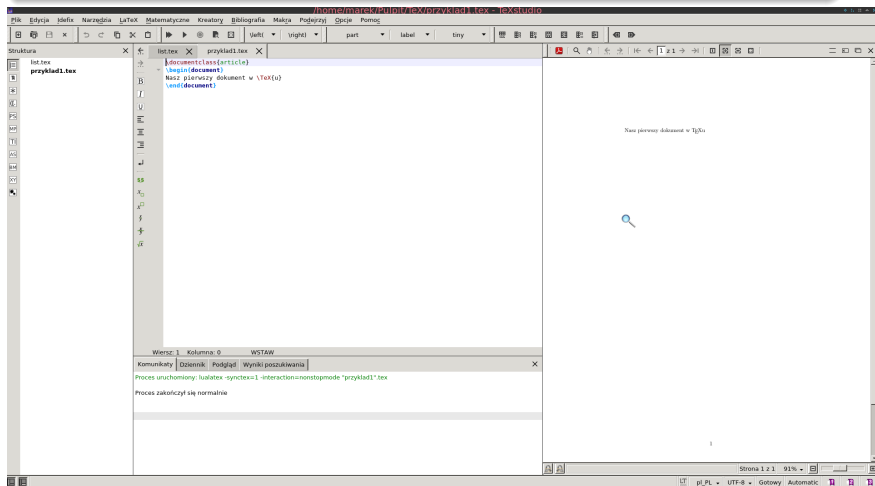 /home/marek/Pulpit/TeX/przyklad1.tex - TeXstudio
Plik Edycja Idefix Narzędzia LaTeX Matematyczne Kreatory Bibliografia Makra Podejrzyj Opcje Pomoc
\left( \right) part label tiny
Struktura
list.tex
przyklad1.tex
list.tex przyklad1.tex
\documentclass{article}
\begin{document}
Nasz pierwszy dokument w \TeX{u}
\end{document}
Wiersz: 1 Kolumna: 0 WSTAW
Komunikaty Dziennik Podgląd Wyniki poszukiwania
Proces uruchomiony: lualatex -synctex=1 -interaction=nonstopmode "przyklad1".tex
Proces zakończył się normalnie
1 z 1
Nasz pierwszy dokument w TEXu
1
Strona 1 z 1 91%
pl_PL UTF-8 Gotowy Automatic